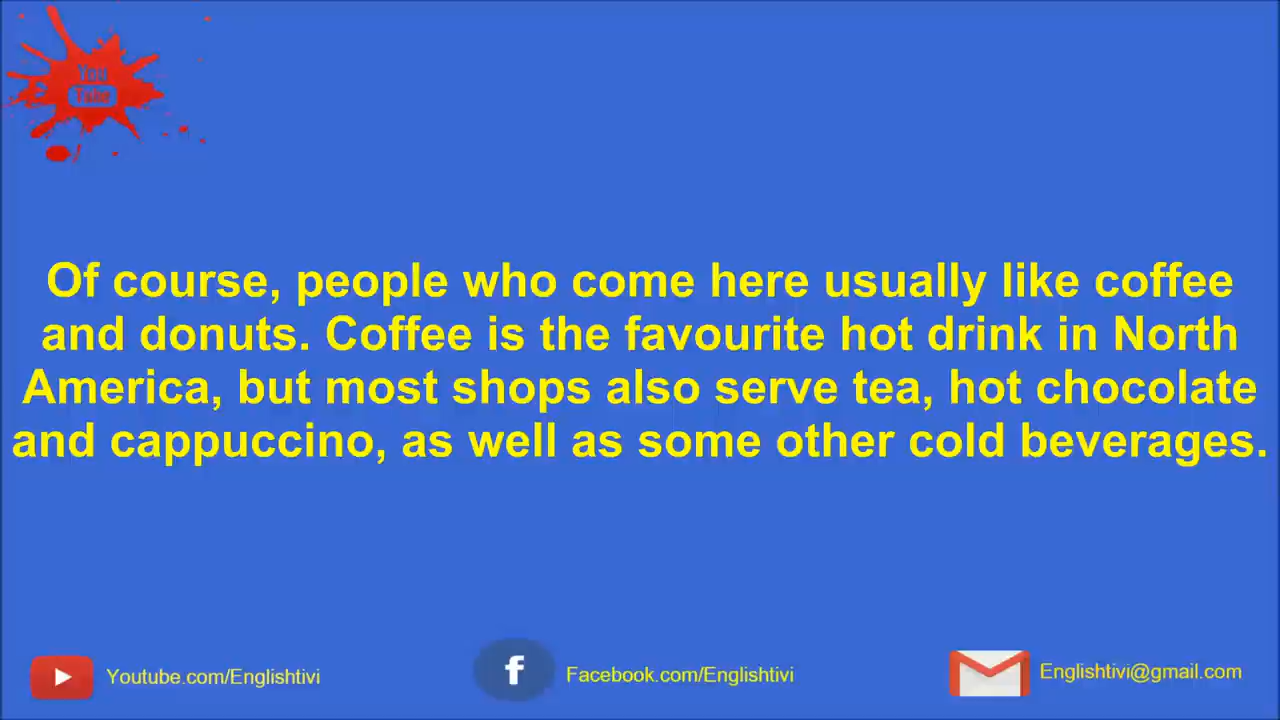 You
Tube
Of course, people who come here usually like coffee
and donuts. Coffee is the favourite hot drink in North
America, but most shops also serve tea, hot chocolate
and cappuccino, as well as some other cold beverages.
Youtube.com/Englishtivi
f
Facebook.com/Englishtivi
Englishtivi@gmail.com